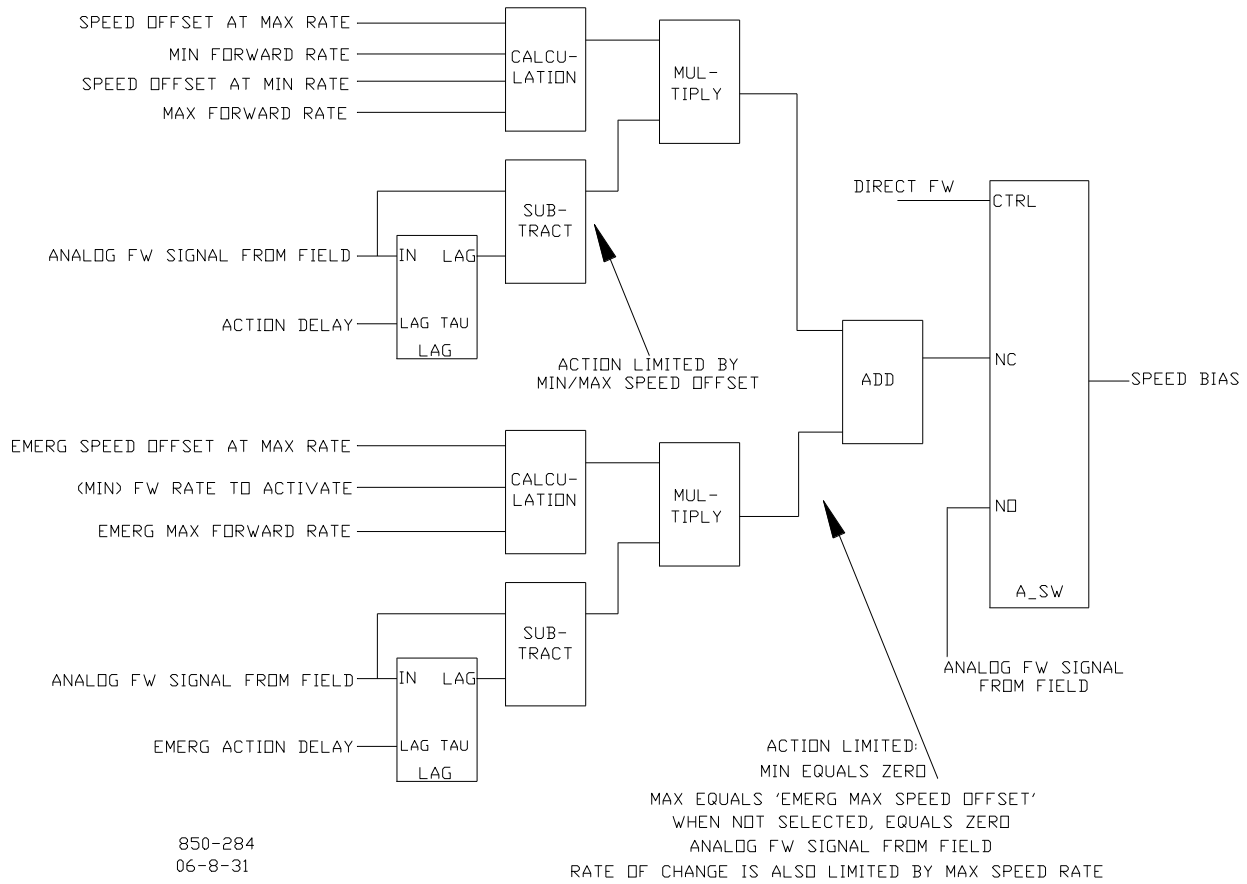 SPEED OFFSET AT MAX RATE
MIN FORWARD RATE
SPEED OFFSET AT MIN RATE
MAX FORWARD RATE
CALCU-
LATION
MUL-
TIPLY
SUB-
TRACT
ANALOG FW SIGNAL FROM FIELD
IN LAG
ACTION DELAY
LAG TAU
LAG
ACTION LIMITED BY
MIN/MAX SPEED OFFSET
DIRECT FW
CTRL
NC
NO
A_SW
ADD
SPEED BIAS
ANALOG FW SIGNAL
FROM FIELD
EMERG SPEED OFFSET AT MAX RATE
(MIN) FW RATE TO ACTIVATE
EMERG MAX FORWARD RATE
CALCU-
LATION
MUL-
TIPLY
SUB-
TRACT
ANALOG FW SIGNAL FROM FIELD
IN LAG
EMERG ACTION DELAY
LAG TAU
LAG
ACTION LIMITED:
MIN EQUALS ZERO
MAX EQUALS 'EMERG MAX SPEED OFFSET'
WHEN NOT SELECTED, EQUALS ZERO
ANALOG FW SIGNAL FROM FIELD
RATE OF CHANGE IS ALSO LIMITED BY MAX SPEED RATE
850-284
06-8-31